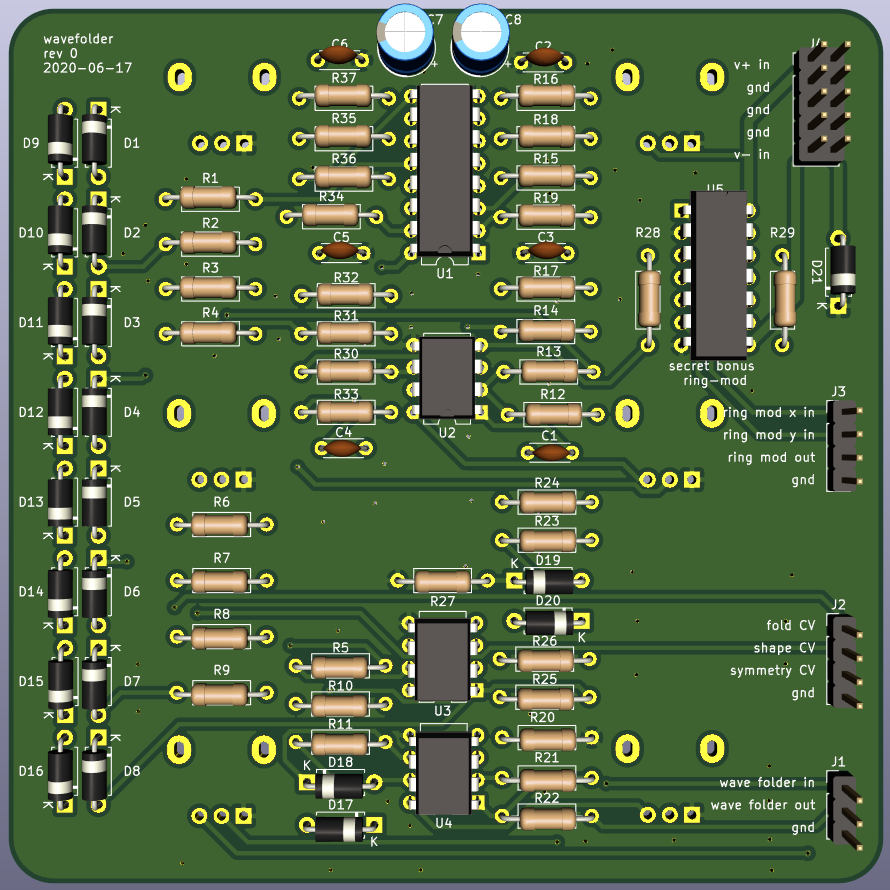 wavefolder
rev 0
2020-06-17
C6
C7
C8
C2
J4
R37
R16
v+ in
gnd
gnd
gnd
v- in
K
K
D9
D1
R35
R18
R36
R15
K
R1
R34
R19
U5
K
D10
D2
R2
C5
C3
R28
R29
K
U1
D21
K
R3
R32
R17
D11
D3
R4
R31
R14
K
R30
R13
secret bonus
ring-mod
K
D12
D4
R33
R12
J3
ring mod x in
ring mod y in
ring mod out
gnd
U2
C4
C1
K
K
D13
D5
R6
R24
R23
K
K
R7
D19
K
D14
D6
R27
D20
K
J2
fold CV
shape CV
symmetry CV
gnd
R8
K
R5
R26
K
D15
D7
R9
R10
R25
U3
K
R11
R20
K
D16
D8
D18
K
R21
J1
wave folder in
wave folder out
gnd
K
D17
K
U4
R22